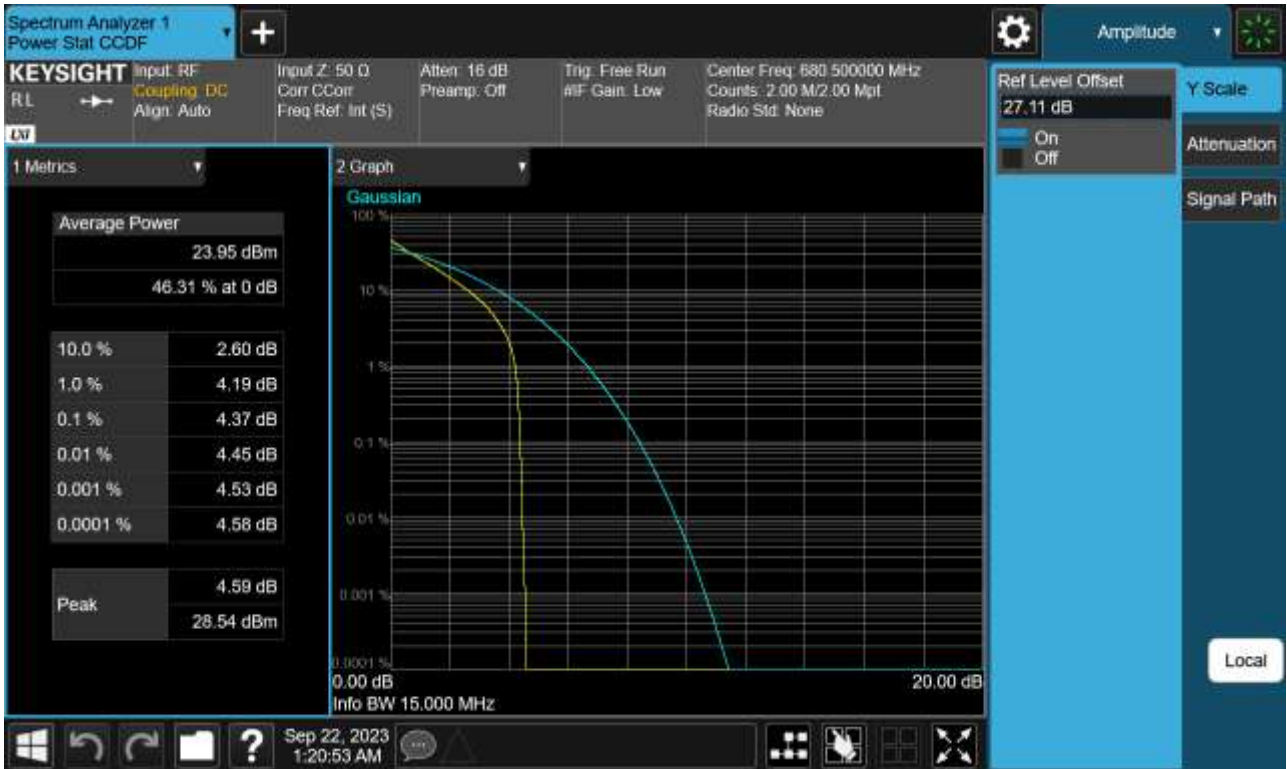 Spectrum Analyzer 1
Power Stat CCDF
+
Amplitude
KEYSIGHT
RL
LXI
Input: RF
Coupling: DC
Align: Auto
Input Z: 50 Ω
Corr CCorr
Freq Ref: Int (S)
Atten: 16 dB
Preamp: Off
Trig: Free Run
#IF Gain: Low
Center Freq: 680.500000 MHz
Counts: 2.00 M/2.00 Mpt
Radio Std: None
Ref Level Offset
27.11 dB
On
Off
Y Scale
Attenuation
Signal Path
Local
1 Metrics
Average Power
23.95 dBm
46.31 % at 0 dB
10.0 % 2.60 dB
1.0 % 4.19 dB
0.1 % 4.37 dB
0.01 % 4.45 dB
0.001 % 4.53 dB
0.0001 % 4.58 dB
Peak 4.59 dB
28.54 dBm
2 Graph
Gaussian
100 %
10 %
1 %
0.1 %
0.01 %
0.001 %
0.0001 %
0.00 dB 20.00 dB
Info BW 15.000 MHz
?
Sep 22, 2023
1:20:53 AM